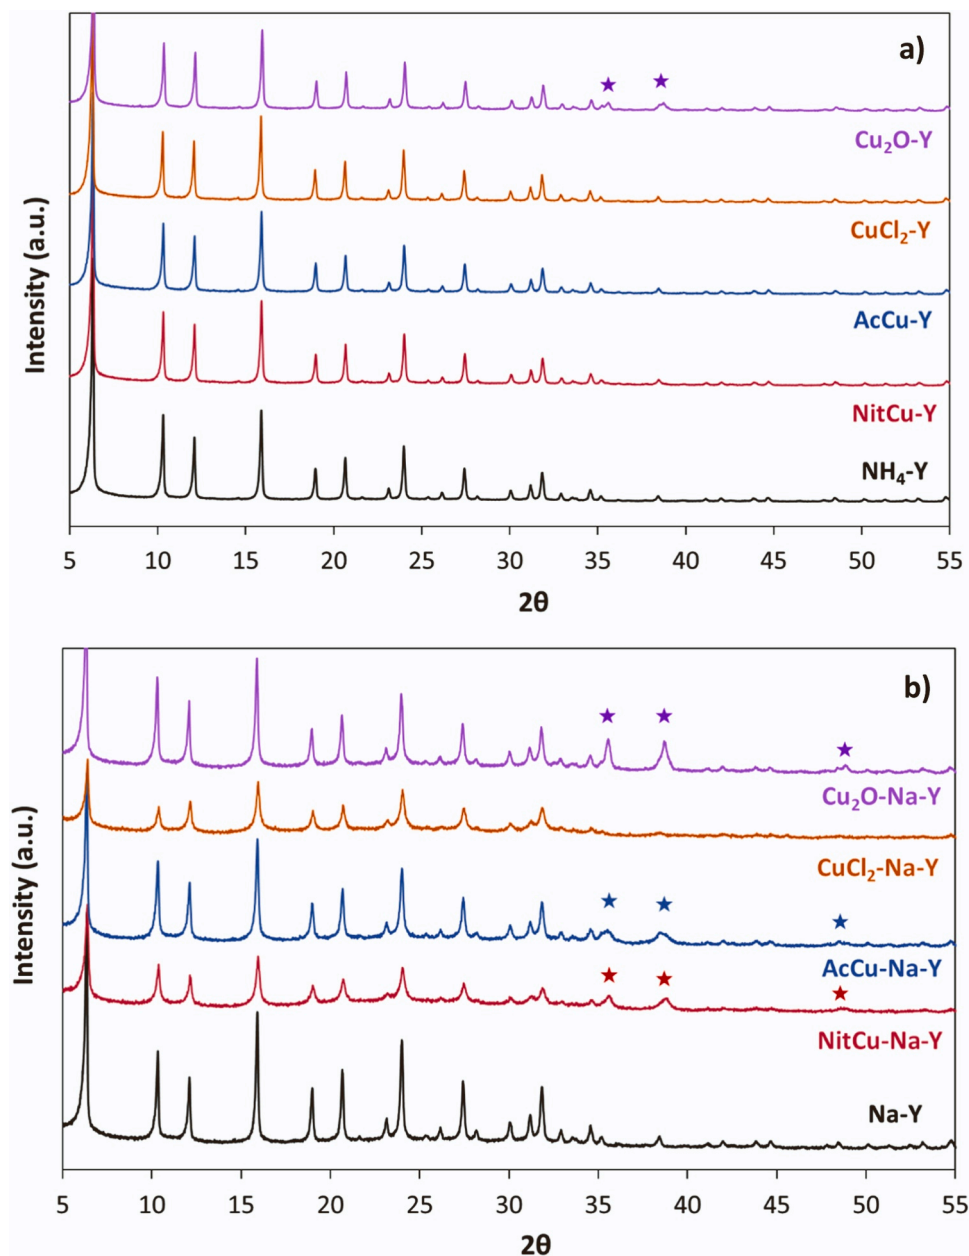 a)
Cu₂O-Y
CuCl₂-Y
AcCu-Y
NitCu-Y
NH₄-Y
Intensity (a.u.)
5 10 15 20 25 30 35 40 45 50 55
2θ
b)
Cu₂O-Na-Y
CuCl₂-Na-Y
AcCu-Na-Y
NitCu-Na-Y
Na-Y
Intensity (a.u.)
5 10 15 20 25 30 35 40 45 50 55
2θ